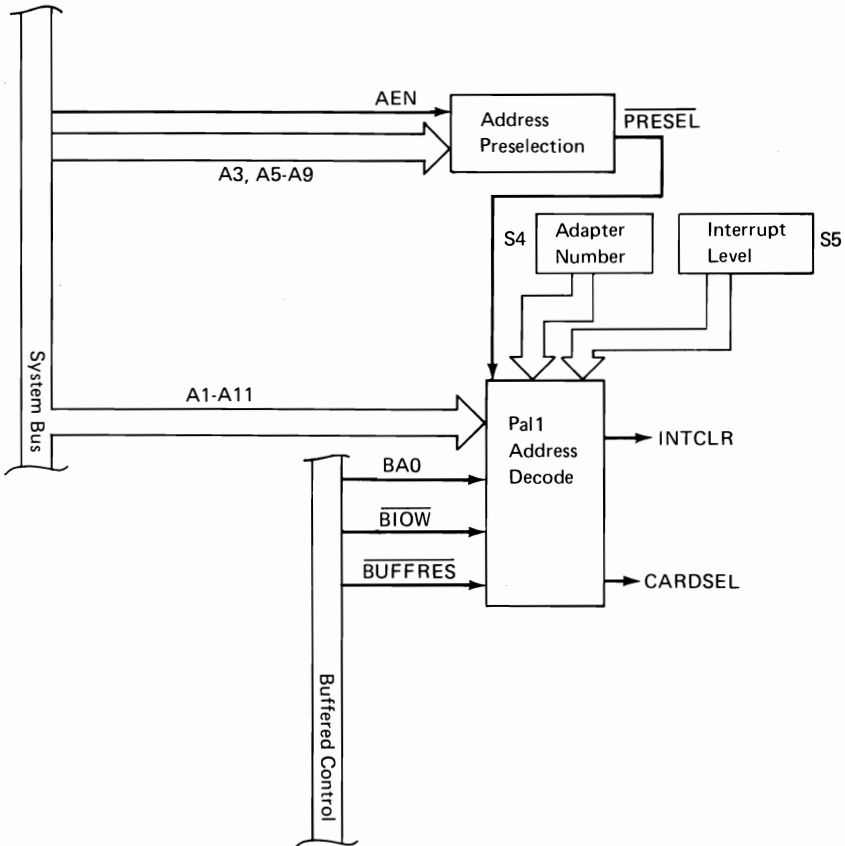 AEN
Address
Preselection
PRESEL
A3, A5-A9
S4
Adapter
Number
Interrupt
Level
S5
System Bus
A1-A11
Pal1
Address
Decode
INTCLR
BA0
BIOW
BUFFRES
CARDSEL
Buffered Control